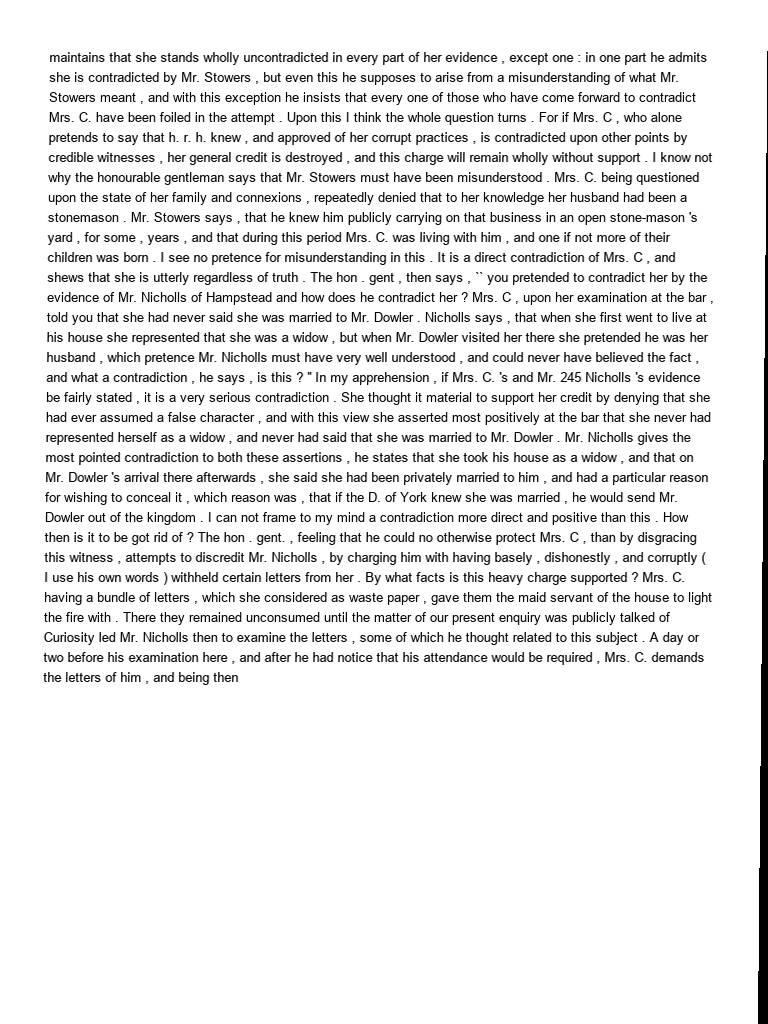 maintains that she stands wholly uncontradicted in every part of her evidence , except one : in one part he admits
she is contradicted by Mr. Stowers , but even this he supposes to arise from a misunderstanding of what Mr.
Stowers meant , and with this exception he insists that every one of those who have come forward to contradict
Mrs. C. have been foiled in the attempt . Upon this I think the whole question turns . For if Mrs. C , who alone
pretends to say that h. r. h. knew , and approved of her corrupt practices , is contradicted upon other points by
credible witnesses , her general credit is destroyed , and this charge will remain wholly without support . I know not
why the honourable gentleman says that Mr. Stowers must have been misunderstood . Mrs. C. being questioned
upon the state of her family and connexions , repeatedly denied that to her knowledge her husband had been a
stonemason . Mr. Stowers says , that he knew him publicly carrying on that business in an open stone-mason 's
yard , for some , years , and that during this period Mrs. C. was living with him , and one if not more of their
children was born . I see no pretence for misunderstanding in this . It is a direct contradiction of Mrs. C , and
shews that she is utterly regardless of truth . The hon . gent , then says , `` you pretended to contradict her by the
evidence of Mr. Nicholls of Hampstead and how does he contradict her ? Mrs. C , upon her examination at the bar ,
told you that she had never said she was married to Mr. Dowler . Nicholls says , that when she first went to live at
his house she represented that she was a widow , but when Mr. Dowler visited her there she pretended he was her
husband , which pretence Mr. Nicholls must have very well understood , and could never have believed the fact ,
and what a contradiction , he says , is this ? '' In my apprehension , if Mrs. C. 's and Mr. 245 Nicholls 's evidence
be fairly stated , it is a very serious contradiction . She thought it material to support her credit by denying that she
had ever assumed a false character , and with this view she asserted most positively at the bar that she never had
represented herself as a widow , and never had said that she was married to Mr. Dowler . Mr. Nicholls gives the
most pointed contradiction to both these assertions , he states that she took his house as a widow , and that on
Mr. Dowler 's arrival there afterwards , she said she had been privately married to him , and had a particular reason
for wishing to conceal it , which reason was , that if the D. of York knew she was married , he would send Mr.
Dowler out of the kingdom . I can not frame to my mind a contradiction more direct and positive than this . How
then is it to be got rid of ? The hon . gent. , feeling that he could no otherwise protect Mrs. C , than by disgracing
this witness , attempts to discredit Mr. Nicholls , by charging him with having basely , dishonestly , and corruptly (
I use his own words ) withheld certain letters from her . By what facts is this heavy charge supported ? Mrs. C.
having a bundle of letters , which she considered as waste paper , gave them the maid servant of the house to light
the fire with . There they remained unconsumed until the matter of our present enquiry was publicly talked of
Curiosity led Mr. Nicholls then to examine the letters , some of which he thought related to this subject . A day or
two before his examination here , and after he had notice that his attendance would be required , Mrs. C. demands
the letters of him , and being then